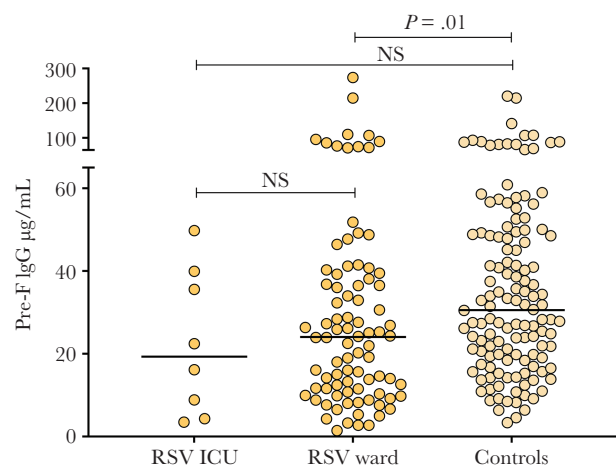 P = .01
NS
300
200
100
NS
60
40
20
0
Pre-F IgG µg/mL
RSV ICU
RSV ward
Controls